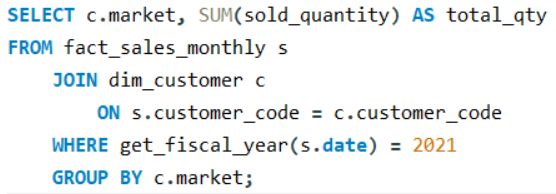 SELECT c.market, SUM(sold_quantity) AS total_qty
FROM fact_sales_monthly s
JOIN dim_customer c
ON s.customer_code = c.customer_code
WHERE get_fiscal_year(s.date) = 2021
GROUP BY c.market;